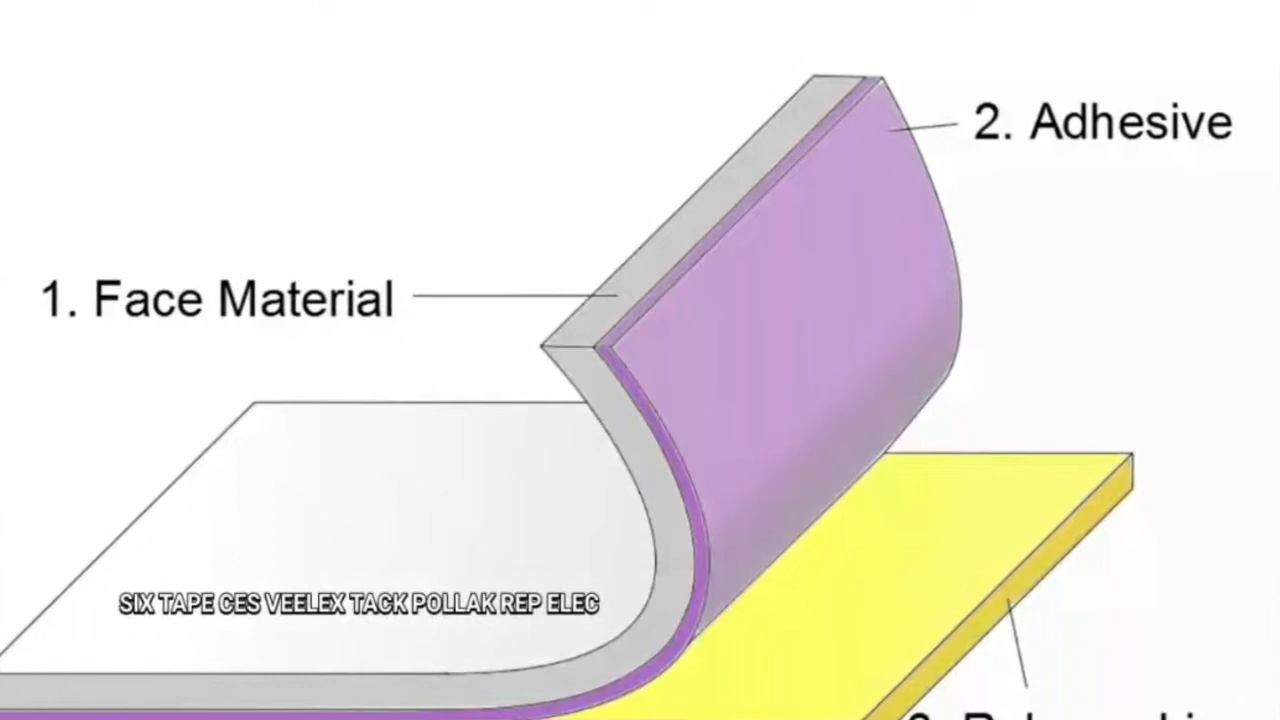 2. Adhesive
1. Face Material
SIX TAPE CES VEELEX TACK POLLAK REP ELEC